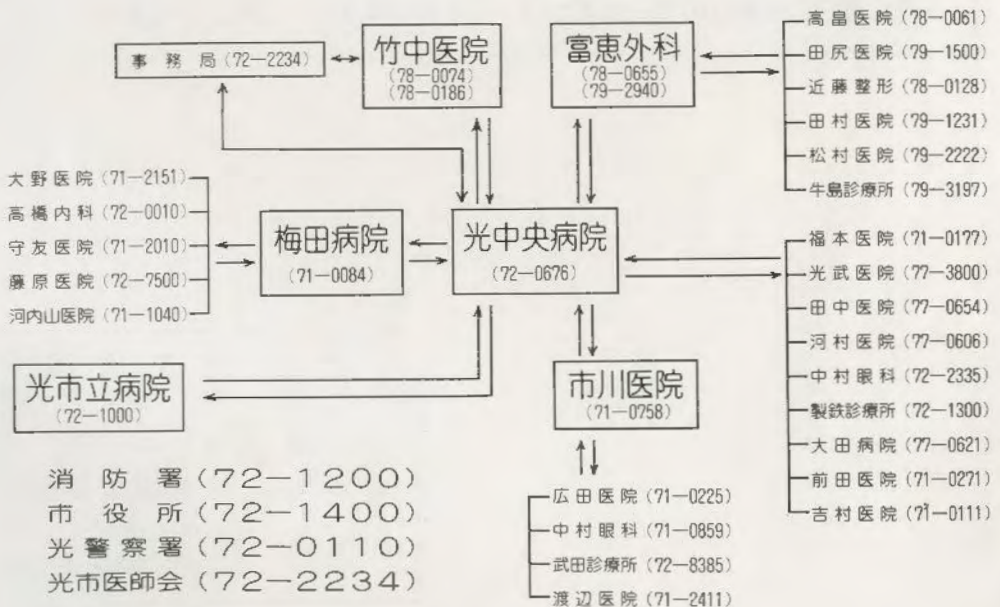 事務局(72-2234)
竹中医院
(78-0074)
(78-0186)
富恵外科
(78-0655)
(79-2940)
高畠医院(78-0061)
田尻医院(79-1500)
近藤整形(78-0128)
田村医院(79-1231)
松村医院(79-2222)
牛島診療所(79-3197)
大野医院(71-2151)
高橋内科(72-0010)
守友医院(71-2010)
藤原医院(72-7500)
河内山医院(71-1040)
梅田病院
(71-0084)
光中央病院
(72-0676)
福本医院(71-0177)
光武医院(77-3800)
田中医院(77-0654)
河村医院(77-0606)
中村眼科(72-2335)
製鉄診療所(72-1300)
大田病院(77-0621)
前田医院(71-0271)
吉村医院(71-0111)
光市立病院
(72-1000)
市川医院
(71-0758)
広田医院(71-0225)
中村眼科(71-0859)
武田診療所(72-8385)
渡辺医院(71-2411)
消防署(72-1200)
市役所(72-1400)
光警察署(72-0110)
光市医師会(72-2234)